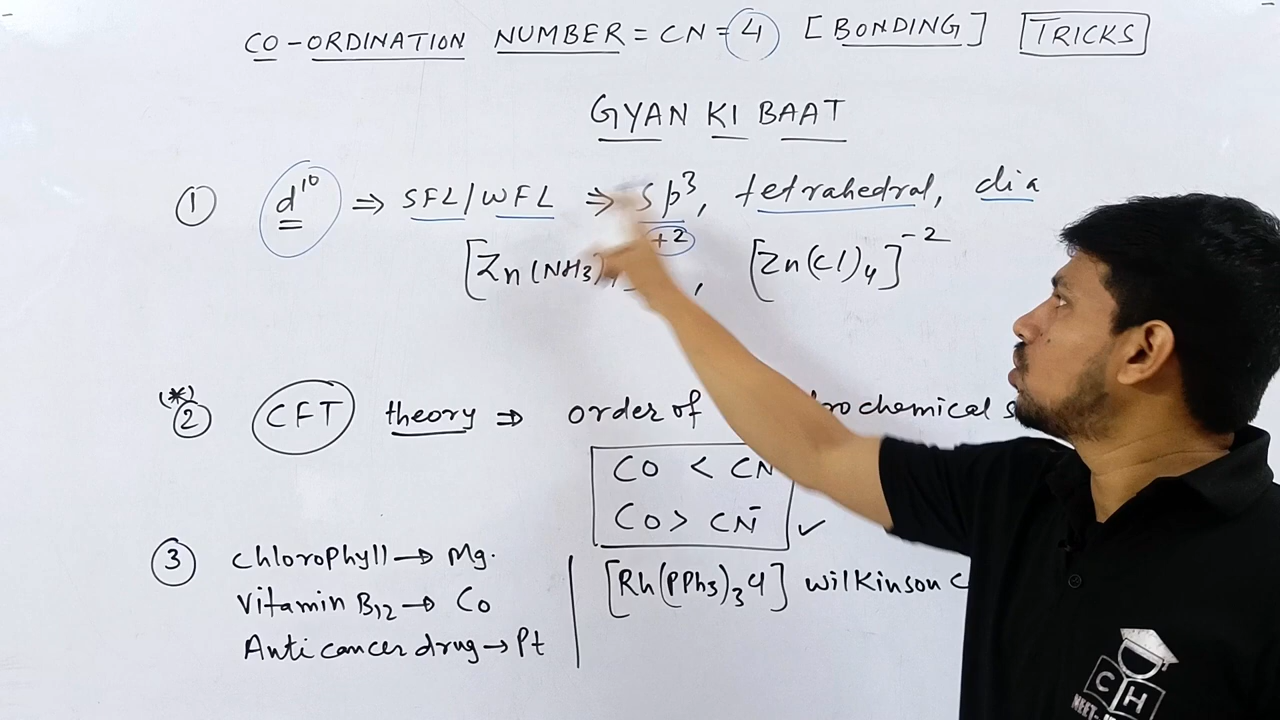 CO-ORDINATION NUMBER = CN = 4 [BONDING] TRICKS
GYAN KI BAAT
① d¹⁰ ⇒ SFL/WFL ⇒ sp³, tetrahedral, dia
[Zn(NH₃)₄]⁺², [Zn(Cl)₄]⁻²
(*)
② CFT theory ⇒ order of
CO < CN
CO > CN⁻ ✓
③ Chlorophyll → Mg.
Vitamin B₁₂ → Co
Anti cancer drug → Pt
[Rh(PPh₃)₃Cl] Wilkinson
CH